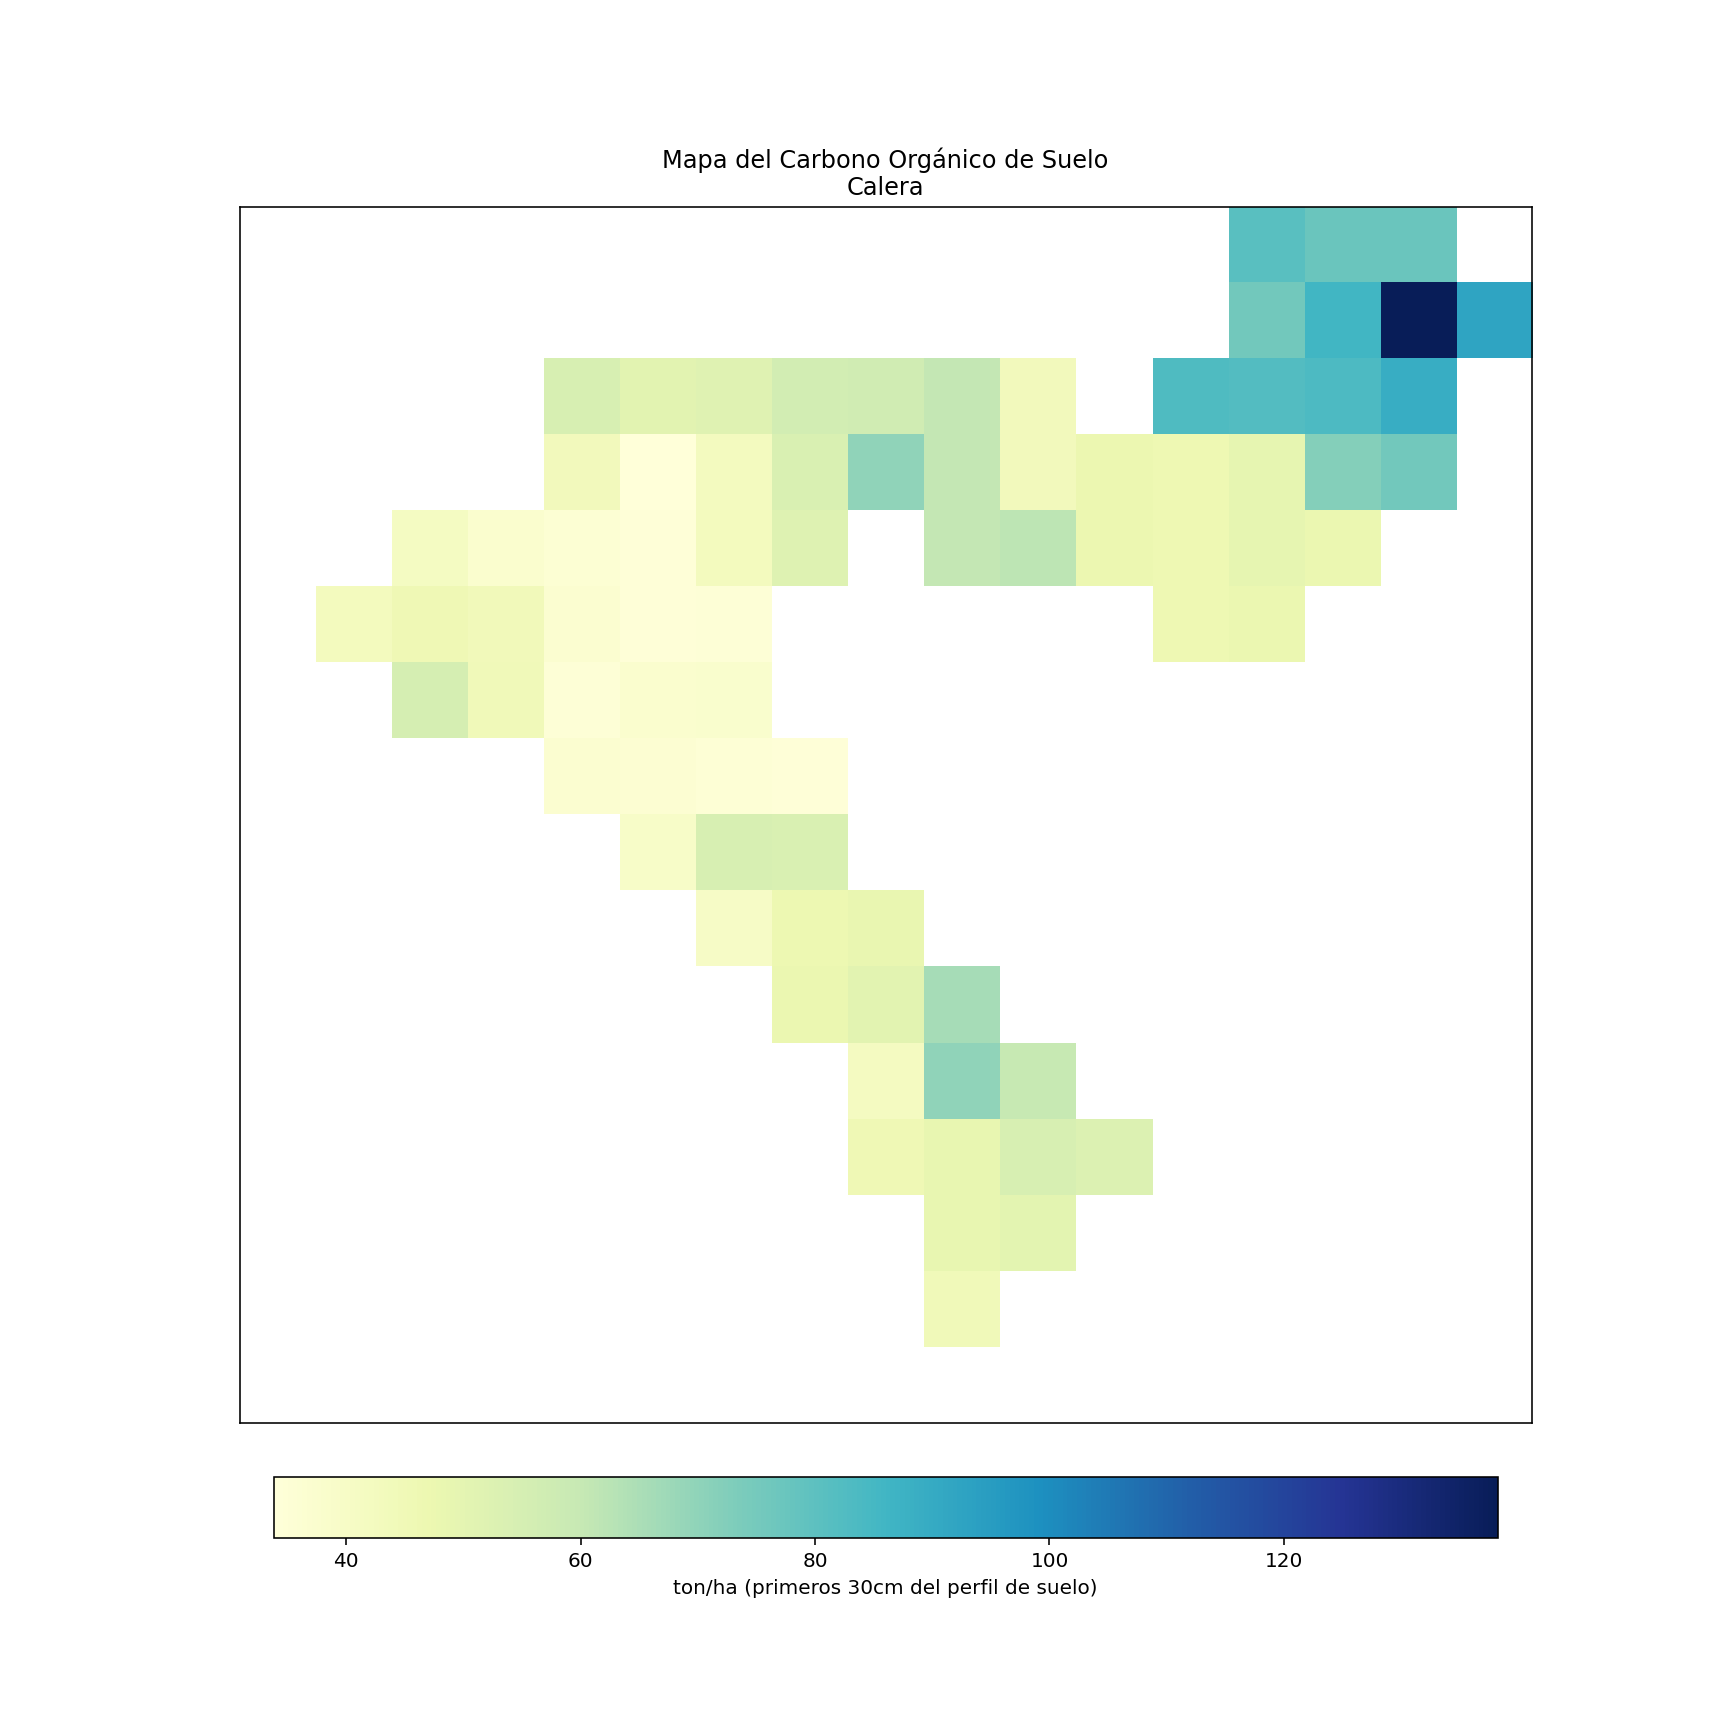 Mapa del Carbono Orgánico de Suelo
Calera
40 60 80 100 120
ton/ha (primeros 30cm del perfil de suelo)